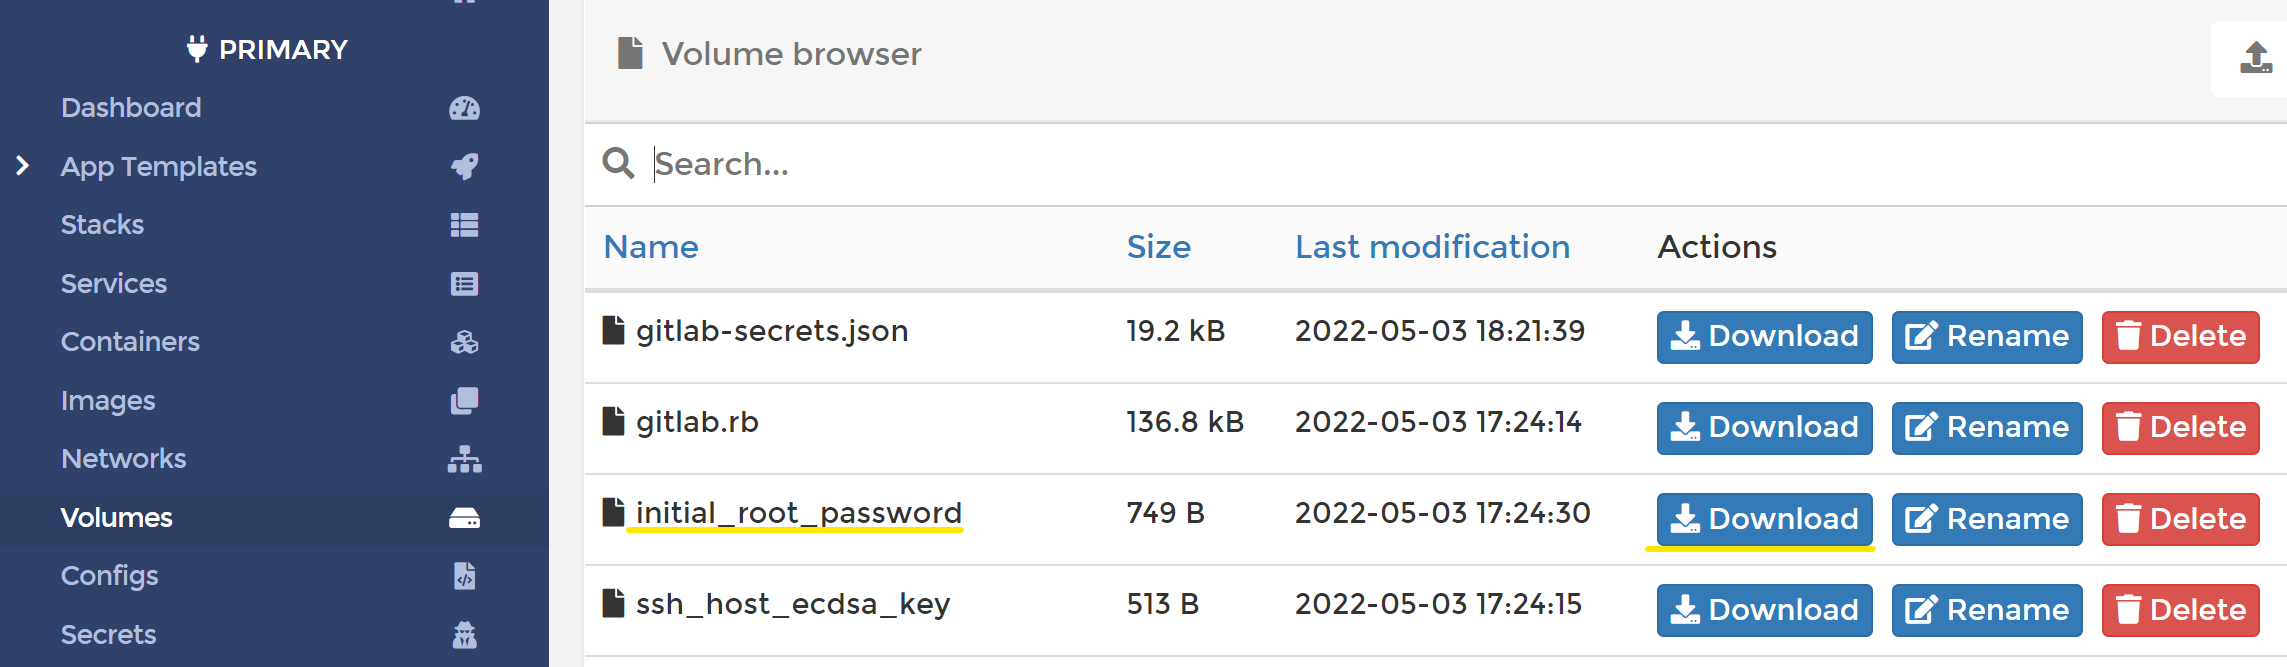 PRIMARY
Dashboard
App Templates
Stacks
Services
Containers
Images
Networks
Volumes
Configs
Secrets
Volume browser
Search...
Name Size Last modification Actions
gitlab-secrets.json 19.2 kB 2022-05-03 18:21:39 Download Rename Delete
gitlab.rb 136.8 kB 2022-05-03 17:24:14 Download Rename Delete
initial_root_password 749 B 2022-05-03 17:24:30 Download Rename Delete
ssh_host_ecdsa_key 513 B 2022-05-03 17:24:15 Download Rename Delete